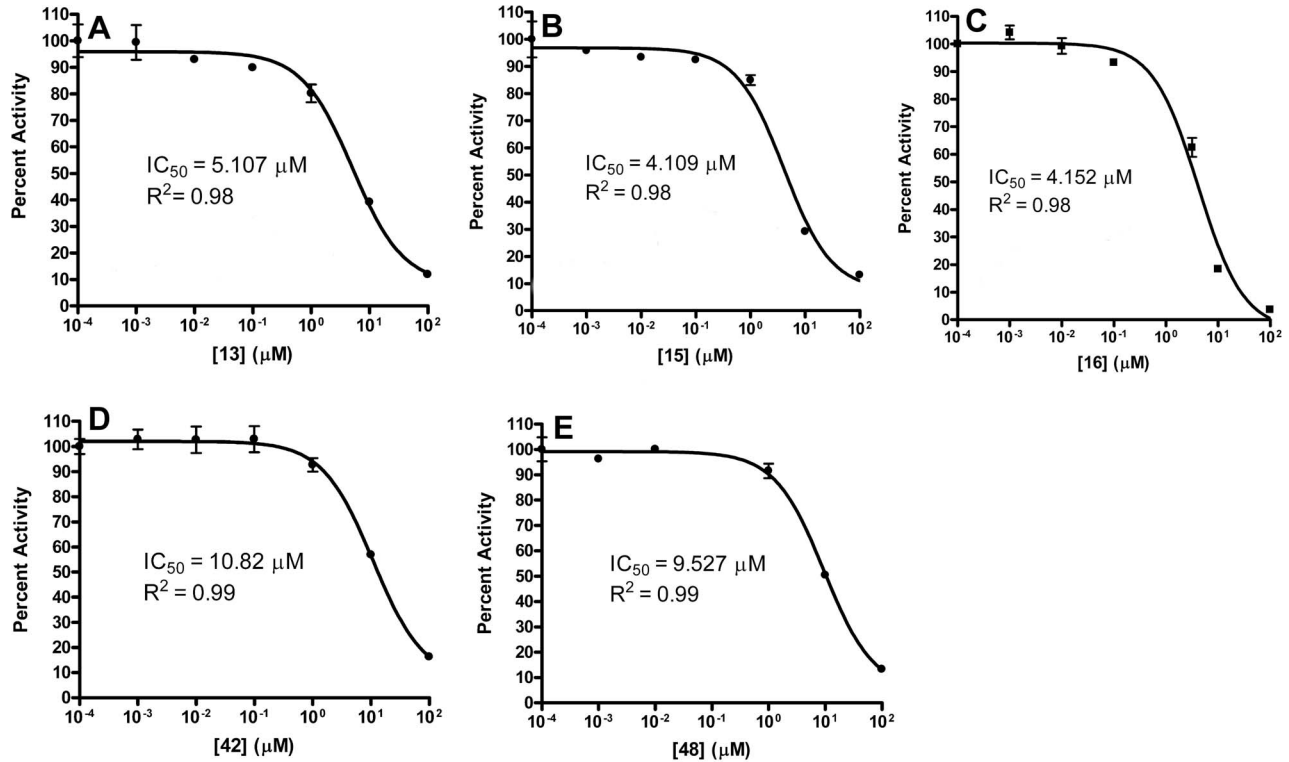 A
Percent Activity
110
100
90
80
70
60
50
40
30
20
10
0
IC50 = 5.107 μM
R2= 0.98
10-4 10-3 10-2 10-1 100 101 102
[13] (μM)
B
Percent Activity
110
100
90
80
70
60
50
40
30
20
10
0
IC50 = 4.109 μM
R2 = 0.98
10-4 10-3 10-2 10-1 100 101 102
[15] (μM)
C
Percent Activity
110
100
90
80
70
60
50
40
30
20
10
0
IC50 = 4.152 μM
R2 = 0.98
10-4 10-3 10-2 10-1 100 101 102
[16] (μM)
D
Percent Activity
110
100
90
80
70
60
50
40
30
20
10
0
IC50 = 10.82 μM
R2 = 0.99
10-4 10-3 10-2 10-1 100 101 102
[42] (μM)
E
Percent Activity
110
100
90
80
70
60
50
40
30
20
10
0
IC50 = 9.527 μM
R2 = 0.99
10-4 10-3 10-2 10-1 100 101 102
[48] (μM)